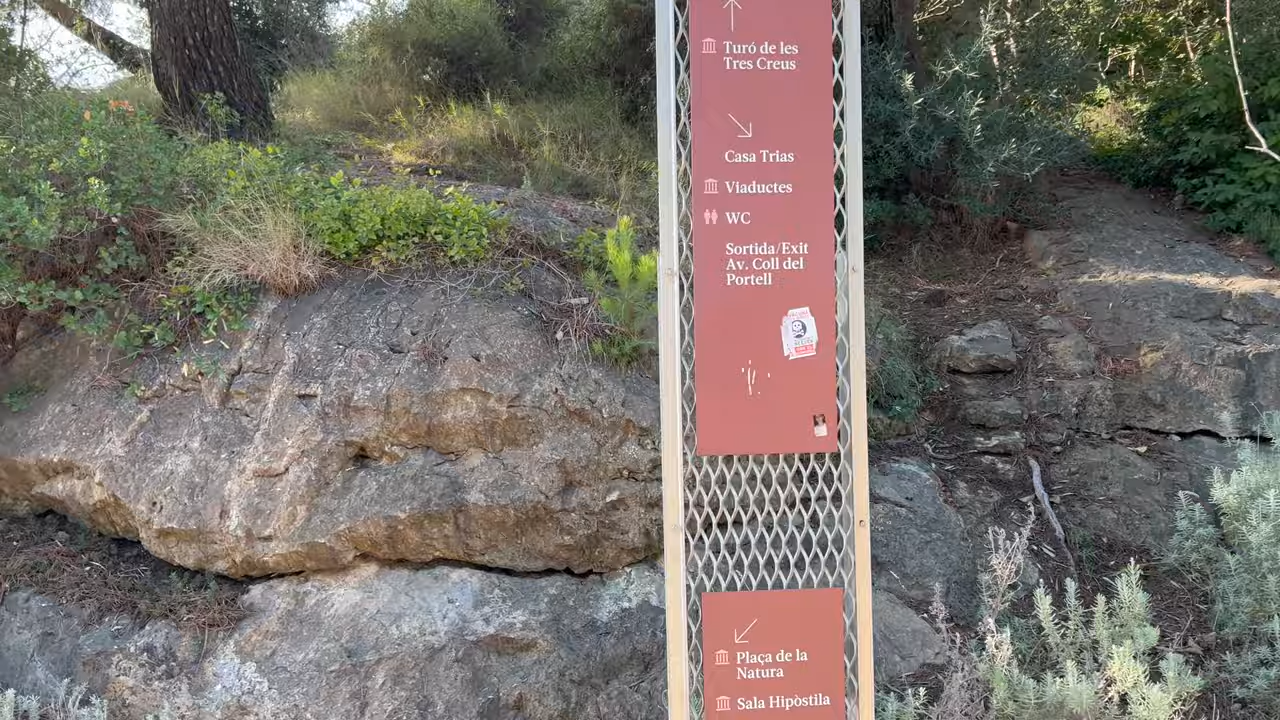 Turó de les
Tres Creus
Casa Trias
Viaductes
WC
Sortida/Exit
Av. Coll del
Portell
Plaça de la
Natura
Sala Hipòstila